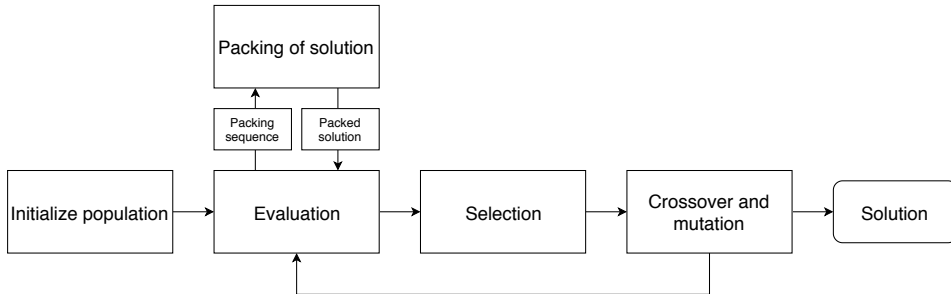 Packing of solution
Packing
sequence
Packed
solution
Initialize population
Evaluation
Selection
Crossover and
mutation
Solution